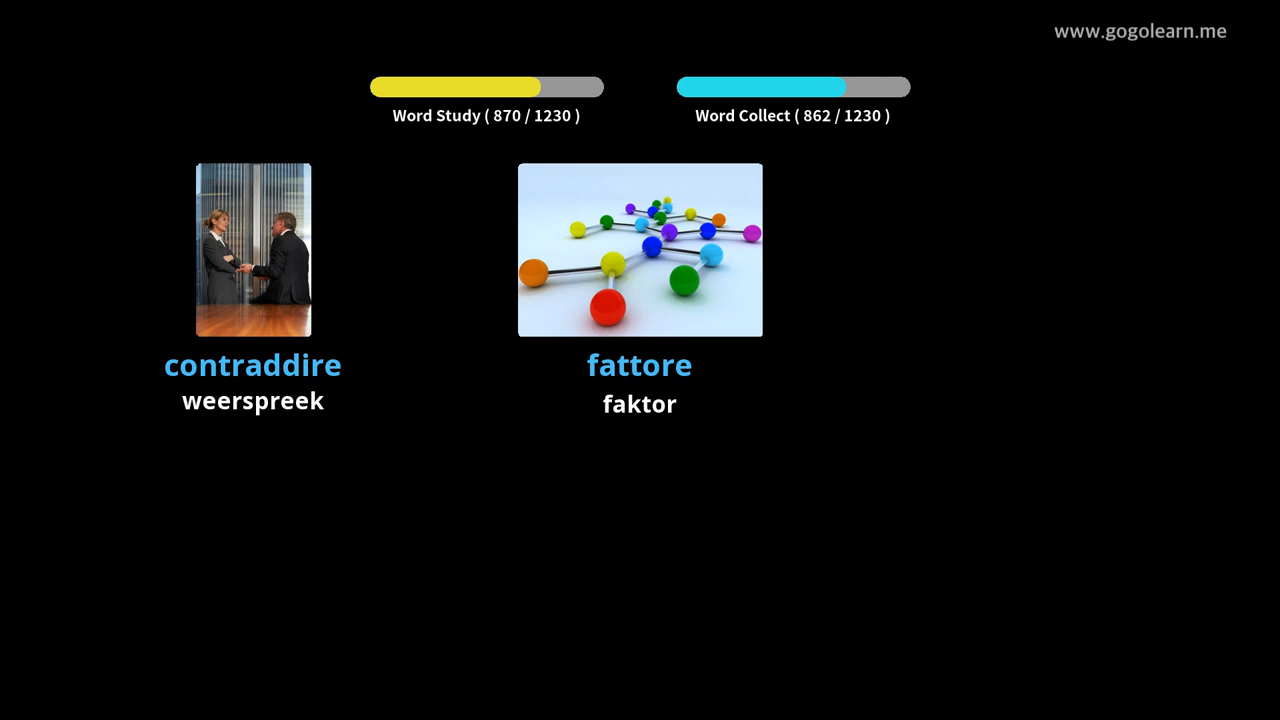 www.gogolearn.me
Word Study ( 870 / 1230 )
Word Collect ( 862 / 1230 )
contraddire
weerspreek
fattore
faktor